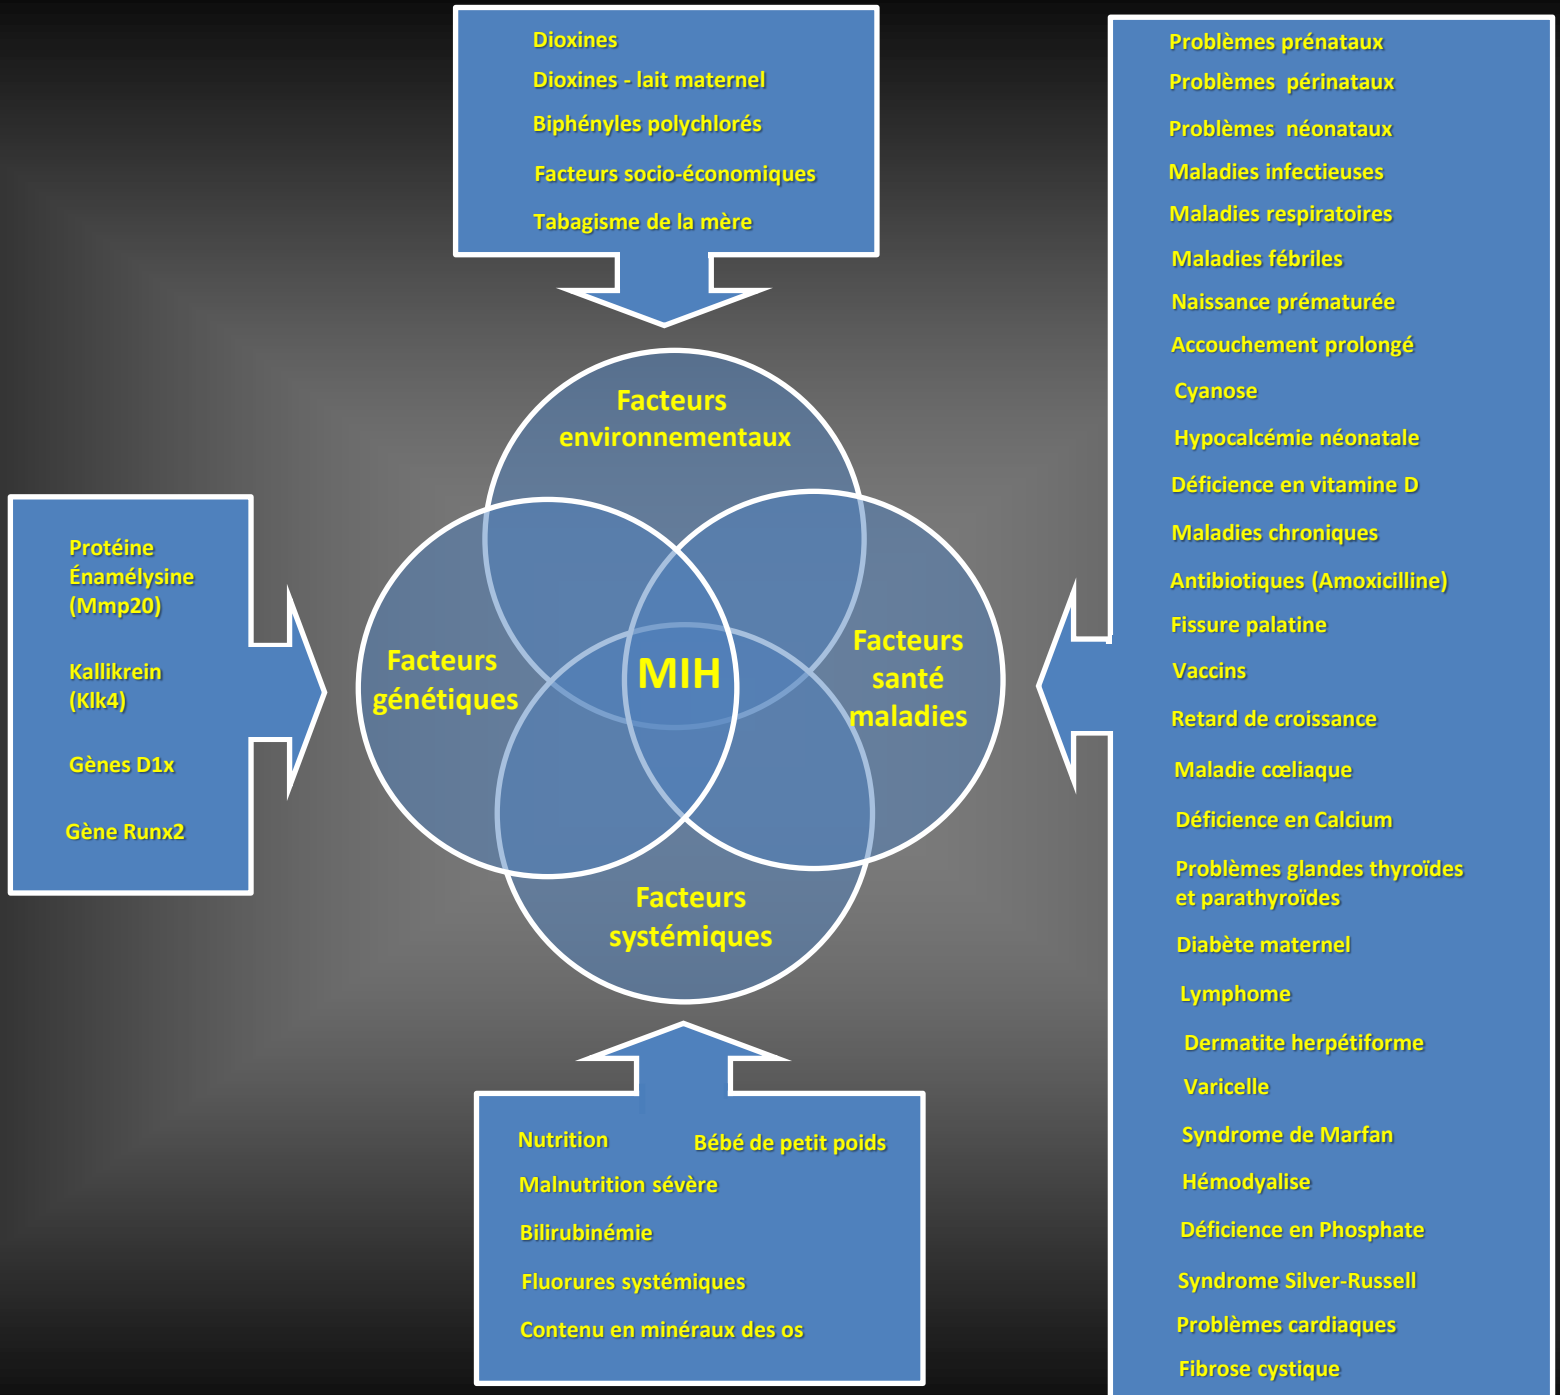 Dioxines
Dioxines - lait maternel
Biphényles polychlorés
Facteurs socio-économiques
Tabagisme de la mère
Facteurs
environnementaux
Protéine
Énamélysine
(Mmp20)
Kallikrein
(Klk4)
Gènes D1x
Gène Runx2
Facteurs
génétiques
MIH
Facteurs
santé
maladies
Facteurs
systémiques
Nutrition
Bébé de petit poids
Malnutrition sévère
Bilirubinémie
Fluorures systémiques
Contenu en minéraux des os
Problèmes prénataux
Problèmes périnataux
Problèmes néonataux
Maladies infectieuses
Maladies respiratoires
Maladies fébriles
Naissance prématurée
Accouchement prolongé
Cyanose
Hypocalcémie néonatale
Déficience en vitamine D
Maladies chroniques
Antibiotiques (Amoxicilline)
Fissure palatine
Vaccins
Retard de croissance
Maladie cœliaque
Déficience en Calcium
Problèmes glandes thyroïdes
et parathyroïdes
Diabète maternel
Lymphome
Dermatite herpétiforme
Varicelle
Syndrome de Marfan
Hémodyalise
Déficience en Phosphate
Syndrome Silver-Russell
Problèmes cardiaques
Fibrose cystique